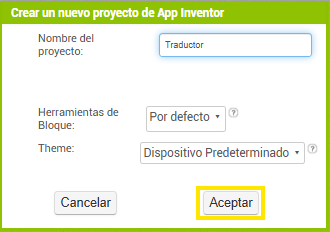 Crear un nuevo proyecto de App Inventor
Nombre del
proyecto:
Traductor
Herramientas de
Bloque:
Por defecto
?
Theme:
Dispositivo Predeterminado
?
Cancelar
Aceptar